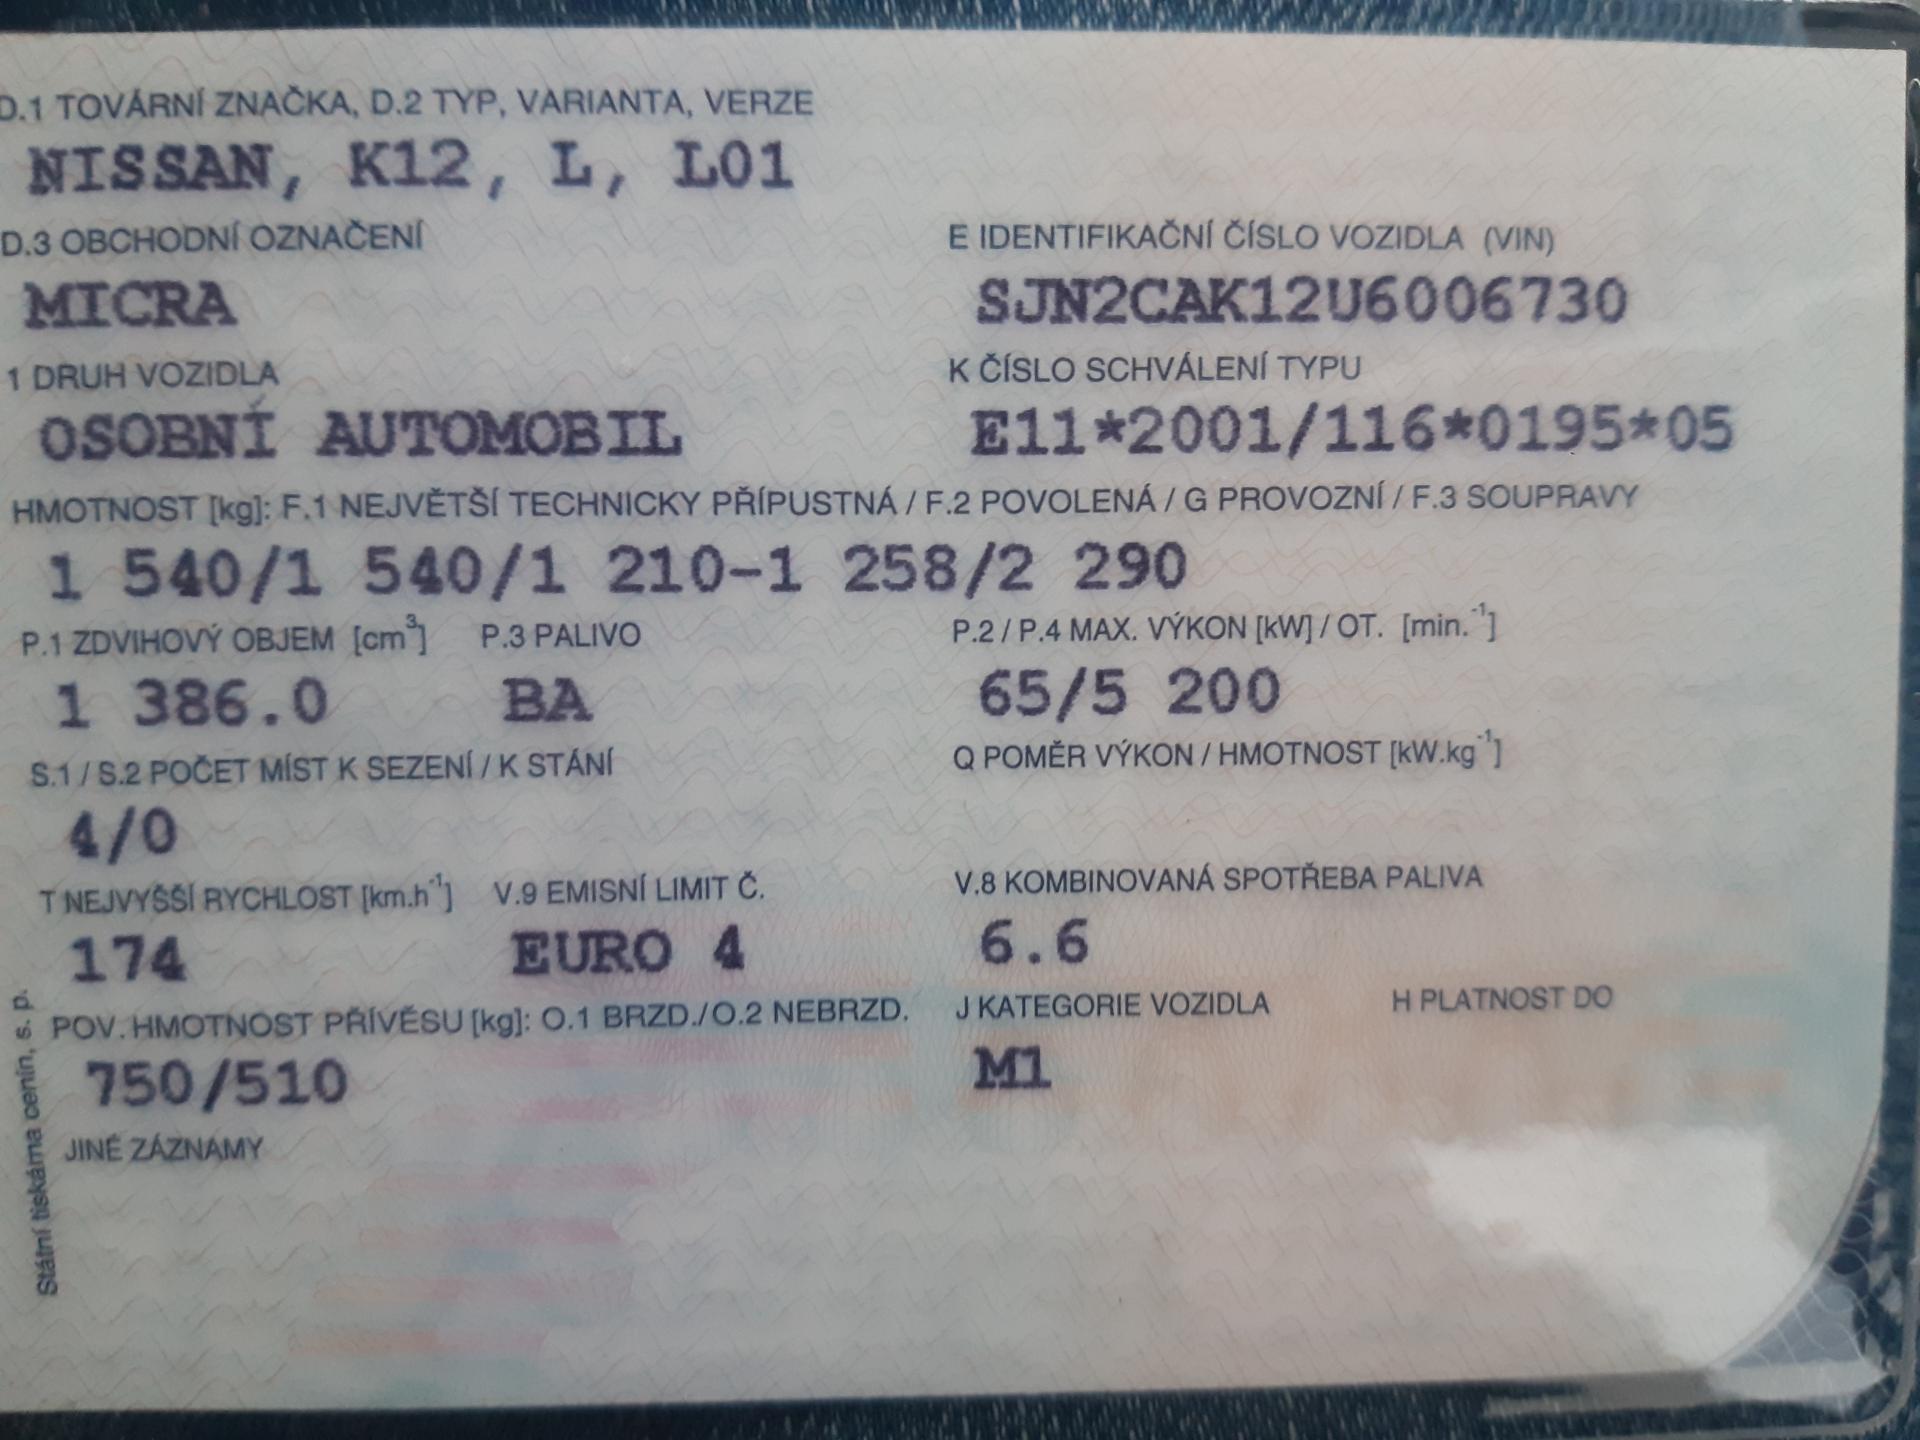 D.1 TOVÁRNÍ ZNAČKA, D.2 TYP, VARIANTA, VERZE
NISSAN, K12, L, L01
D.3 OBCHODNÍ OZNAČENÍ
E IDENTIFIKAČNÍ ČÍSLO VOZIDLA (VIN)
MICRA
SJN2CAK12U6006730
1 DRUH VOZIDLA
K ČÍSLO SCHVÁLENÍ TYPU
OSOBNÍ AUTOMOBIL
E11*2001/116*0195*05
HMOTNOST [kg]: F.1 NEJVĚTŠÍ TECHNICKY PŘÍPUSTNÁ / F.2 POVOLENÁ / G PROVOZNÍ / F.3 SOUPRAVY
1 540/1 540/1 210-1 258/2 290
P.1 ZDVIHOVÝ OBJEM [cm³] P.3 PALIVO
P.2 / P.4 MAX. VÝKON [kW] / OT. [min.⁻¹]
1 386.0 BA
65/5 200
S.1 / S.2 POČET MÍST K SEZENÍ / K STÁNÍ
Q POMĚR VÝKON / HMOTNOST [kW.kg⁻¹]
4/0
T NEJVYŠŠÍ RYCHLOST [km.h⁻¹] V.9 EMISNÍ LIMIT Č.
V.8 KOMBINOVANÁ SPOTŘEBA PALIVA
174 EURO 4
6.6
POV. HMOTNOST PŘÍVĚSU [kg]: O.1 BRZD./O.2 NEBRZD.
J KATEGORIE VOZIDLA H PLATNOST DO
750/510
M1
JINÉ ZÁZNAMY
Státní tiskárna cenin, s. p.